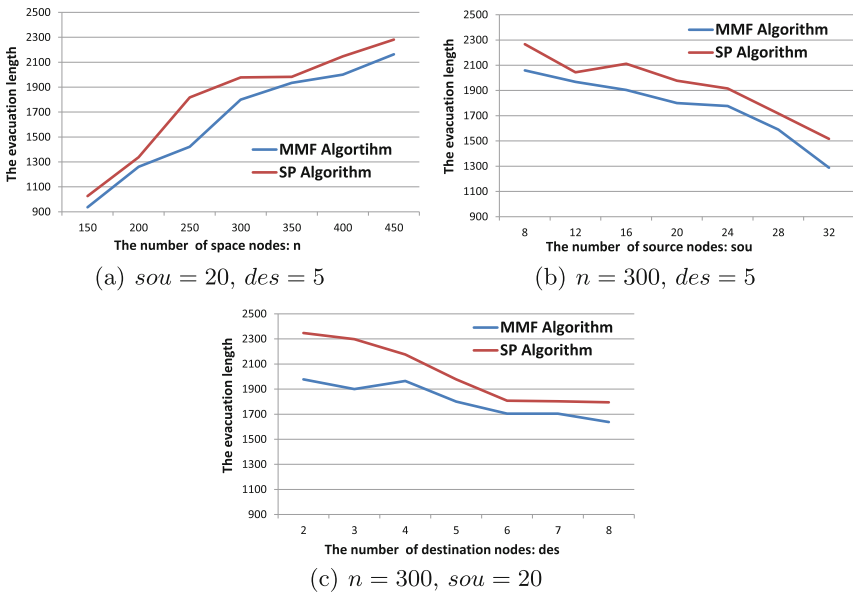 2500
2300
2100
1900
1700
1500
1300
1100
900
The evacuation length
MMF Algortihm
SP Algorithm
150 200 250 300 350 400 450
The number of space nodes: n
(a) sou = 20, des = 5
2500
2300
2100
1900
1700
1500
1300
1100
900
The evacuation length
MMF Algorithm
SP Algorithm
8 12 16 20 24 28 32
The number of source nodes: sou
(b) n = 300, des = 5
2500
2300
2100
1900
1700
1500
1300
1100
900
The evacuation length
MMF Algorithm
SP Algorithm
2 3 4 5 6 7 8
The number of destination nodes: des
(c) n = 300, sou = 20